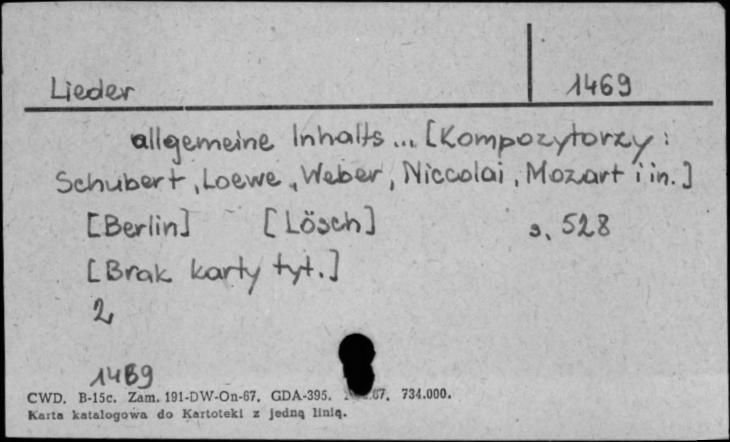 Lieder 1469
allgemeine Inhalts ... [Kompozytorzy:
Schubert, Loewe, Weber, Niccolai, Mozart i in.]
[Berlin] [Lösch] s. 528
[Brak karty tyt.]
2
1469
CWD. B-15c. Zam. 191-DW-On-67. GDA-395. 67. 734.000.
Karta katalogowa do Kartoteki z jedną linią.